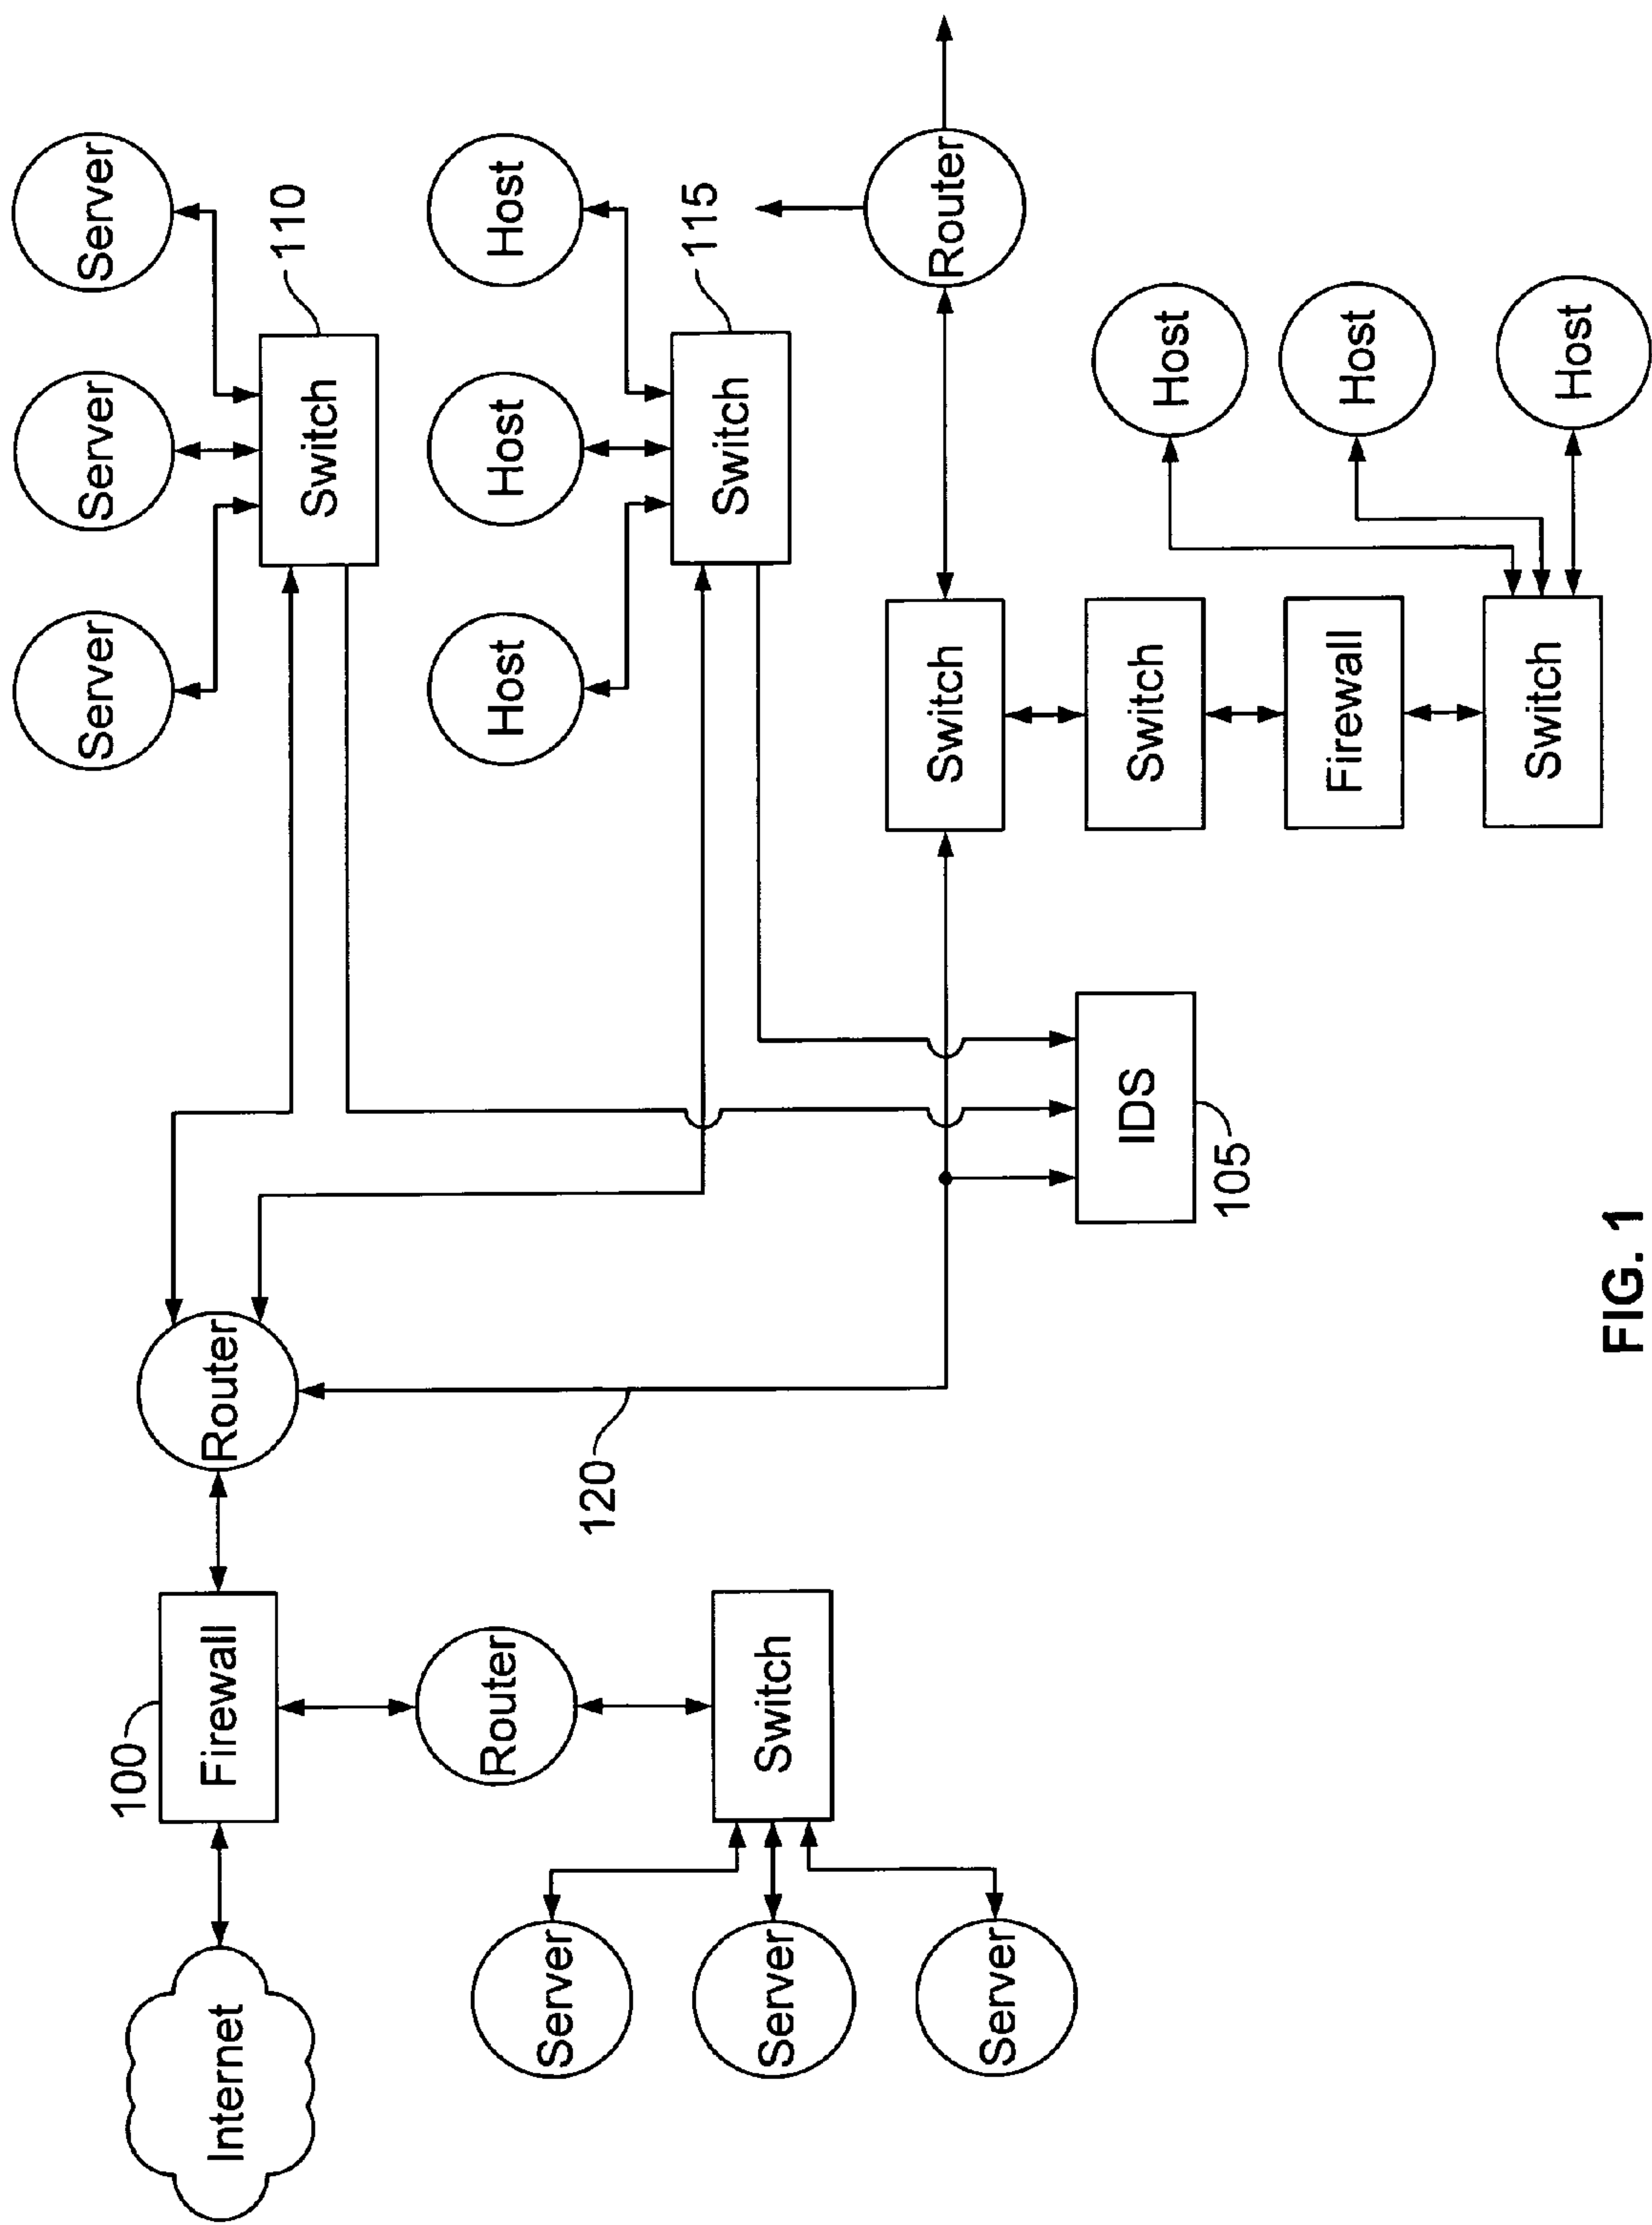 Internet
100
Firewall
Router
Switch
Server
Server
Server
Router
120
Server
Server
Server
Switch
110
Host
Host
Host
Switch
115
IDS
105
Switch
Router
Switch
Firewall
Switch
Host
Host
Host
FIG. 1